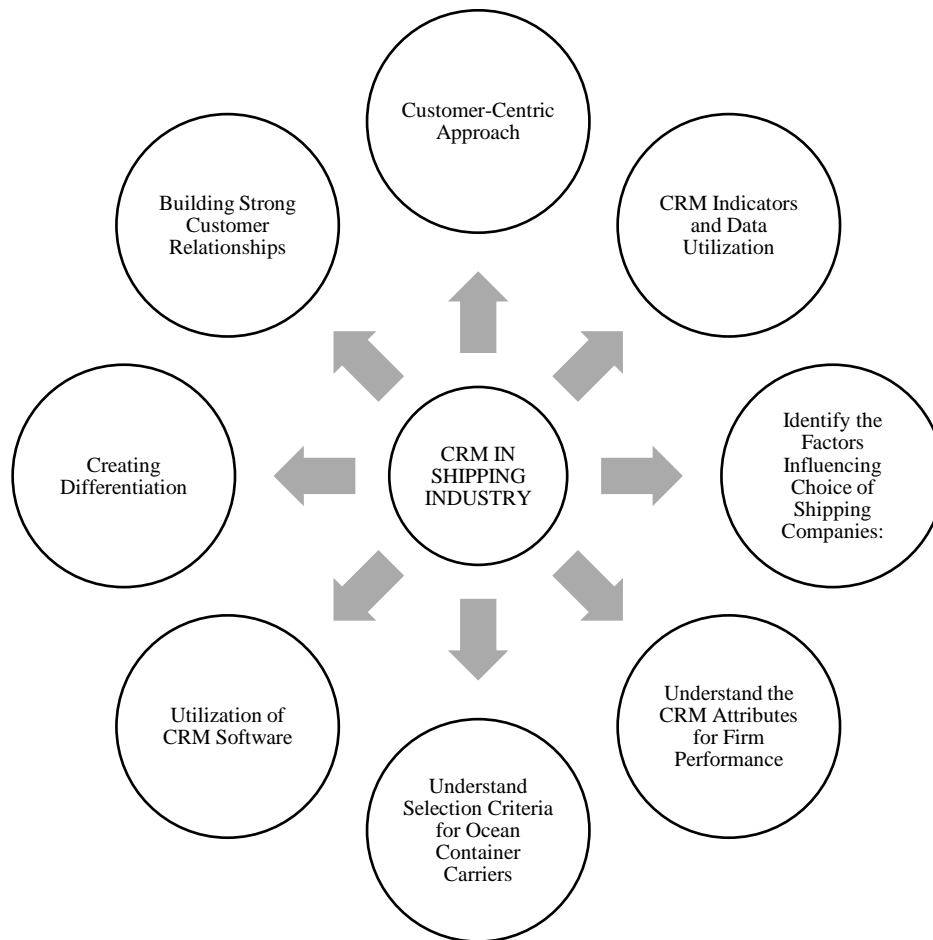 Customer-Centric
Approach
CRM Indicators
and Data
Utilization
Identify the
Factors
Influencing
Choice of
Shipping
Companies:
Understand the
CRM Attributes
for Firm
Performance
Understand
Selection Criteria
for Ocean
Container
Carriers
Utilization of
CRM Software
Creating
Differentiation
Building Strong
Customer
Relationships
CRM IN
SHIPPING
INDUSTRY